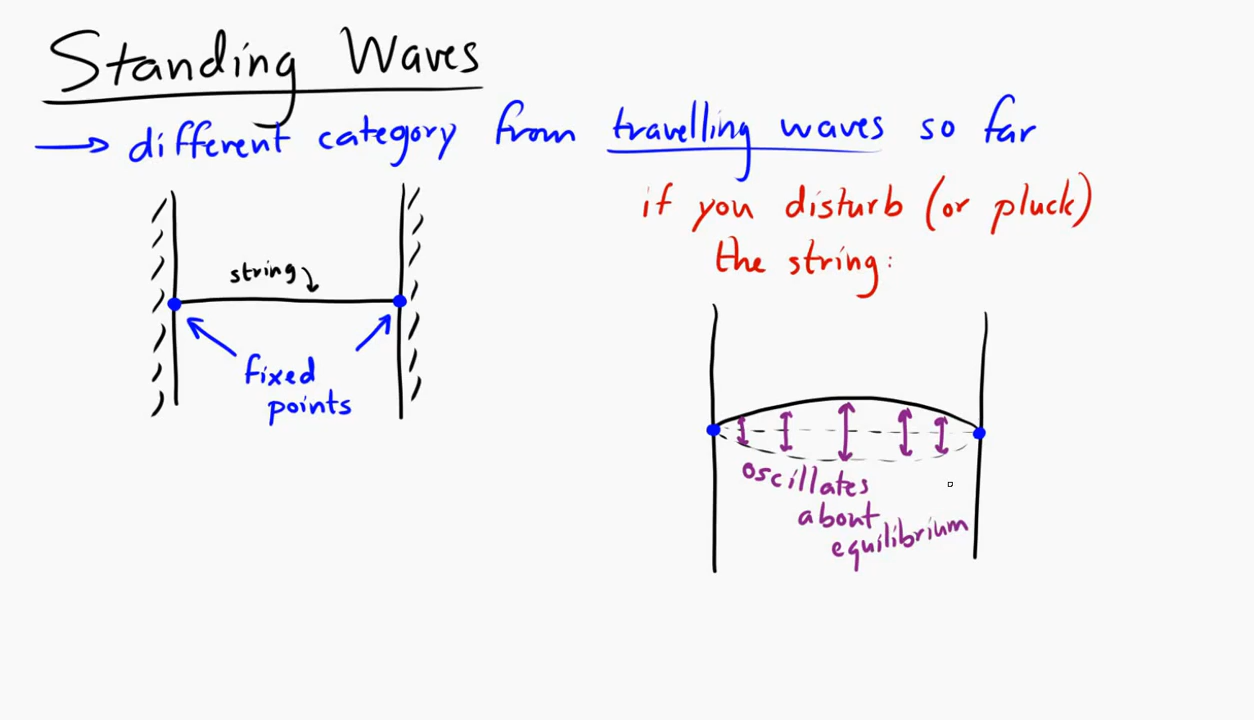 Standing Waves
→ different category from travelling waves so far
string
fixed
points
if you disturb (or pluck)
the string:
oscillates
about
equilibrium